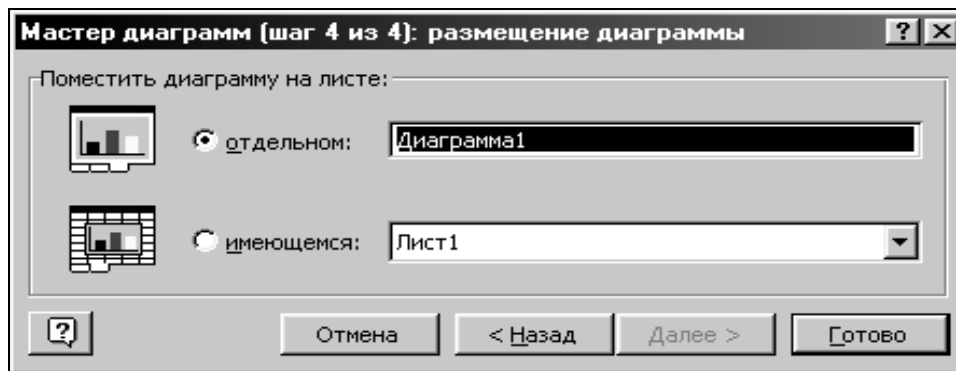 Мастер диаграмм (шаг 4 из 4): размещение диаграммы
Поместить диаграмму на листе:
отдельном: Диаграмма1
имеющемся: Лист1
Отмена < Назад Далее > Готово